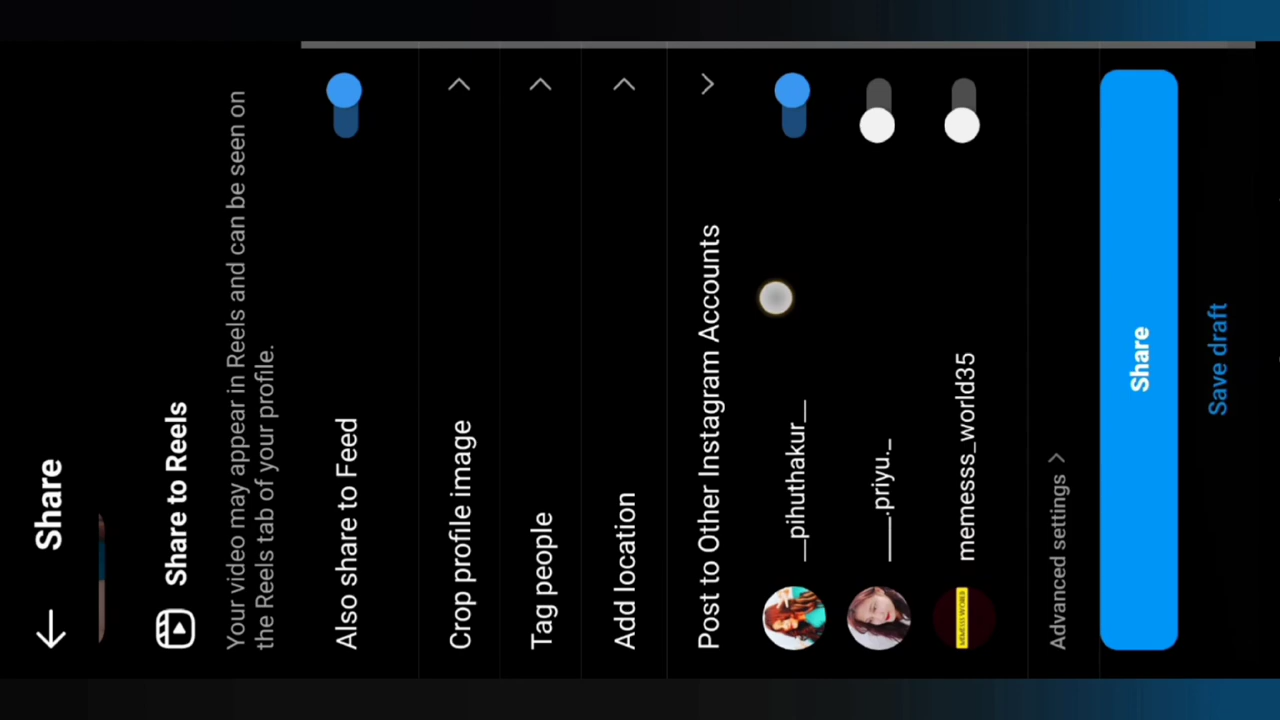 Share
Share to Reels
Your video may appear in Reels and can be seen on
the Reels tab of your profile.
Also share to Feed
Crop profile image
Tag people
Add location
Post to Other Instagram Accounts
__pihuthakur__
____.priyu._
memesss_world35
Advanced settings
Share
Save draft